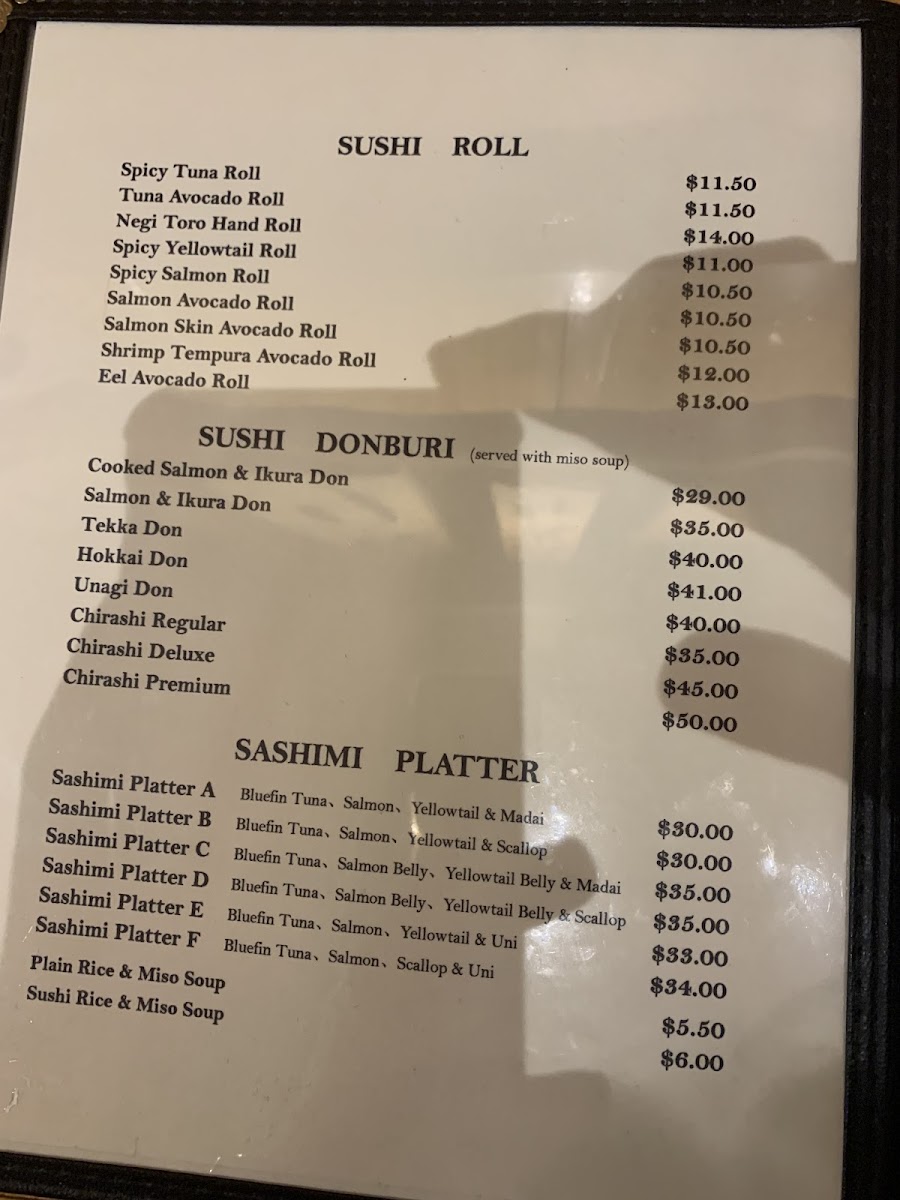 SUSHI ROLL
Spicy Tuna Roll $11.50
Tuna Avocado Roll $11.50
Negi Toro Hand Roll $14.00
Spicy Yellowtail Roll $11.00
Spicy Salmon Roll $10.50
Salmon Avocado Roll $10.50
Salmon Skin Avocado Roll $10.50
Shrimp Tempura Avocado Roll $12.00
Eel Avocado Roll $13.00
SUSHI DONBURI (served with miso soup)
Cooked Salmon & Ikura Don $29.00
Salmon & Ikura Don $35.00
Tekka Don $40.00
Hokkai Don $41.00
Unagi Don $40.00
Chirashi Regular $35.00
Chirashi Deluxe $45.00
Chirashi Premium $50.00
SASHIMI PLATTER
Sashimi Platter A Bluefin Tuna、Salmon、Yellowtail & Madai $30.00
Sashimi Platter B Bluefin Tuna、Salmon、Yellowtail & Scallop $30.00
Sashimi Platter C Bluefin Tuna、Salmon Belly、Yellowtail Belly & Madai $35.00
Sashimi Platter D Bluefin Tuna、Salmon Belly、Yellowtail Belly & Scallop $35.00
Sashimi Platter E Bluefin Tuna、Salmon、Yellowtail & Uni $33.00
Sashimi Platter F Bluefin Tuna、Salmon、Scallop & Uni $34.00
Plain Rice & Miso Soup $5.50
Sushi Rice & Miso Soup $6.00